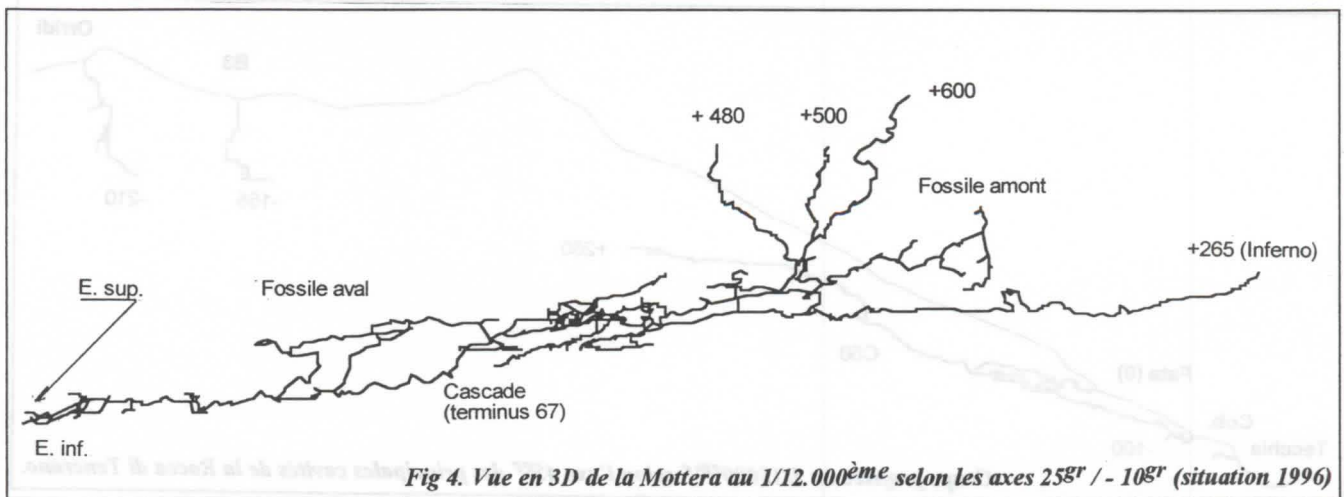 +600
+ 480
+500
Fossile amont
+265 (Inferno)
E. sup.
Fossile aval
Cascade
(terminus 67)
E. inf.
Fig 4. Vue en 3D de la Mottera au 1/12.000ème selon les axes 25gr / - 10gr (situation 1996)